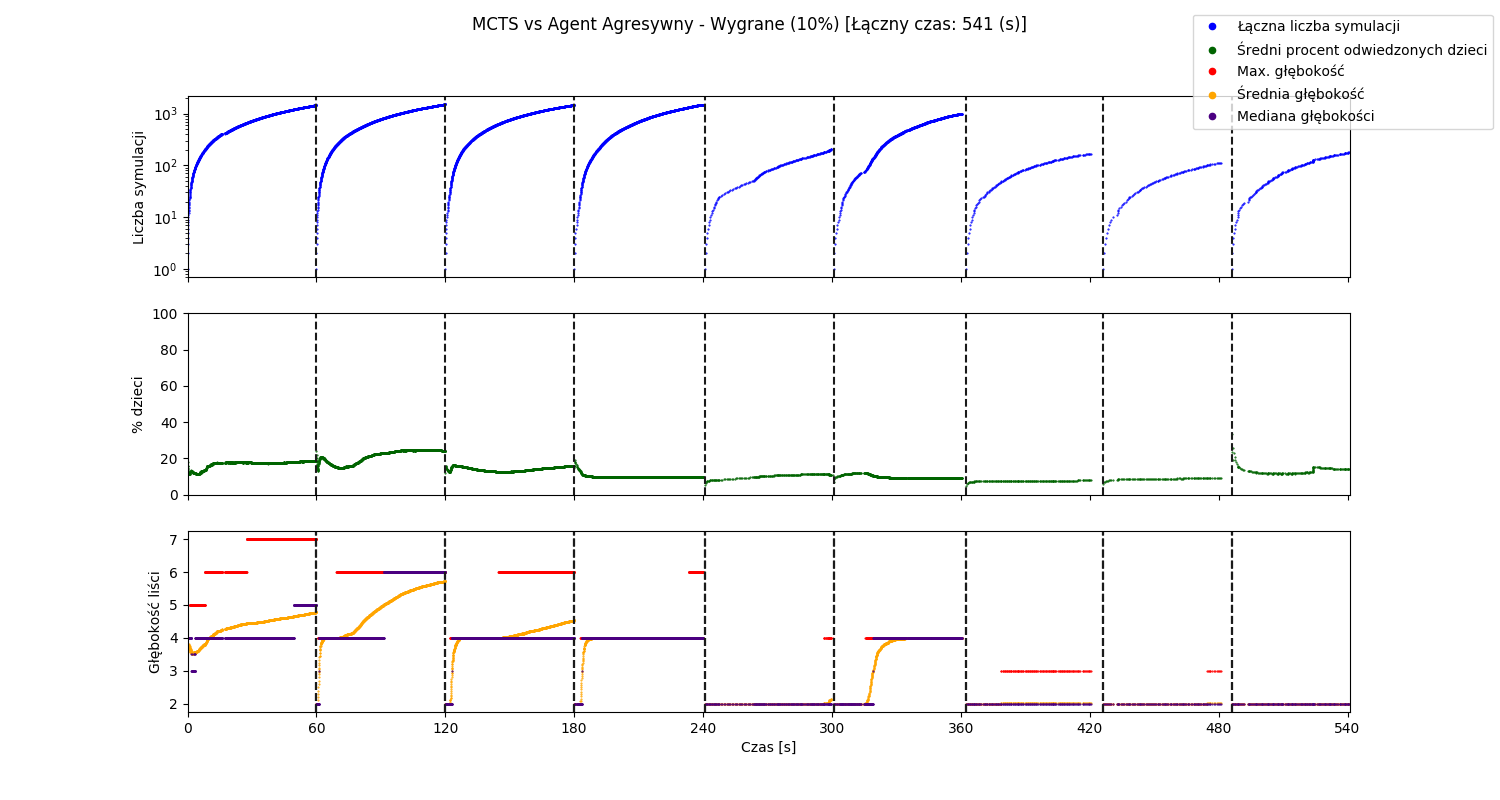 MCTS vs Agent Agresywny - Wygrane (10%) [Łączny czas: 541 (s)]
Łączna liczba symulacji
Średni procent odwiedzonych dzieci
Max. głębokość
Średnia głębokość
Mediana głębokości
Liczba symulacji
10³
10²
10¹
10⁰
% dzieci
100
80
60
40
20
0
Głębokość liści
7
6
5
4
3
2
0 60 120 180 240 300 360 420 480 540
Czas [s]